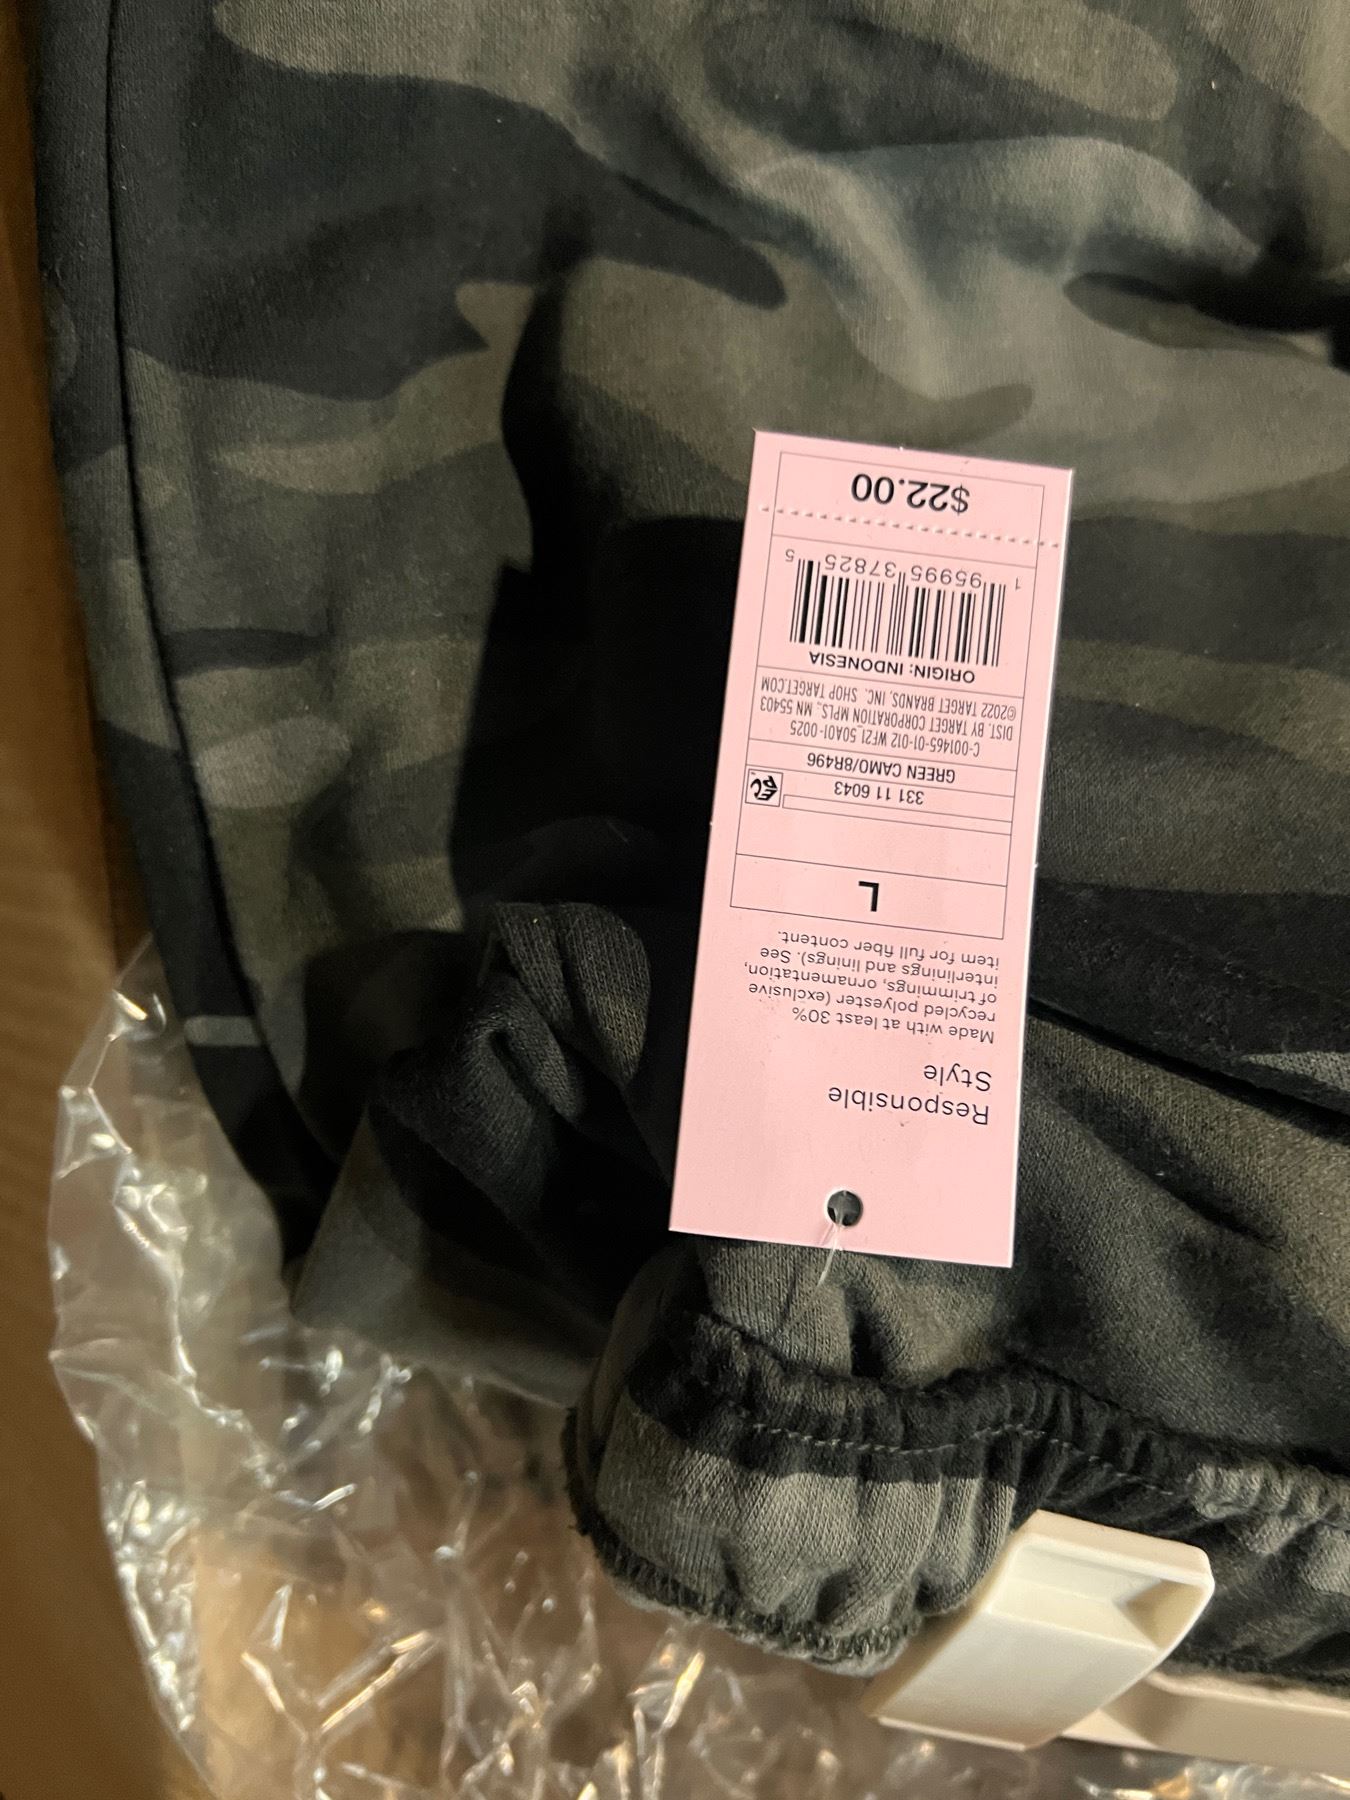 Responsible
Style
Made with at least 30%
recycled polyester (exclusive
of trimmings, ornamentation,
interlinings and linings). See
item for full fiber content.
L
331 11 6043
EPC
GREEN CAMO/8R496
C-001465-01-012 WF21.50A01-0025
DIST. BY TARGET CORPORATION MPLS., MN 55403
©2022 TARGET BRANDS, INC. SHOP TARGET.COM
ORIGIN: INDONESIA
1 95995 37825 5
$22.00